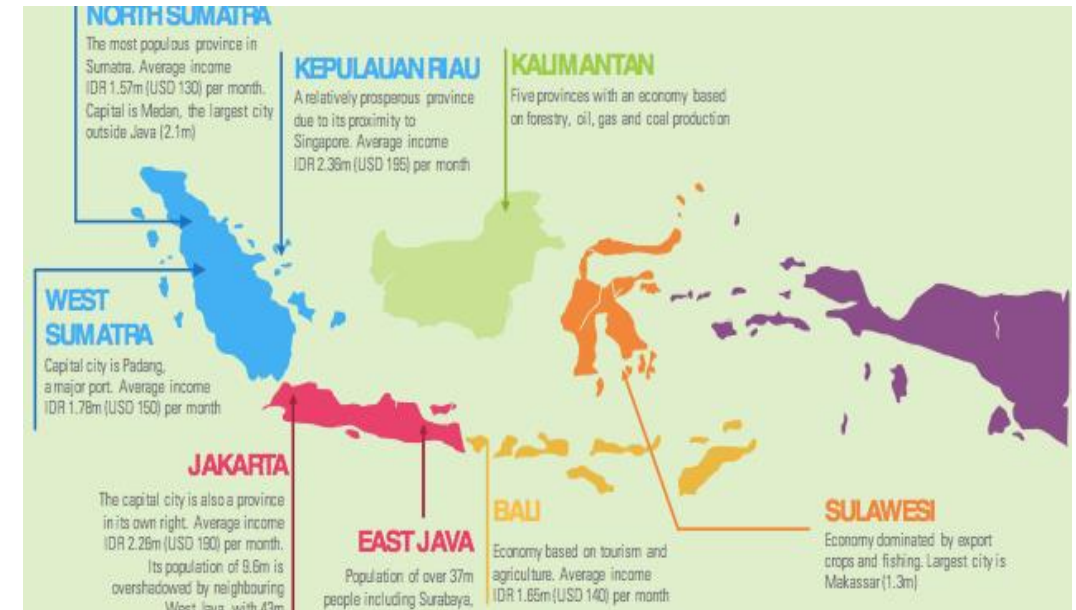 NORTH SUMATRA
The most populous province in
Sumatra. Average income
IDR 1.57m (USD 130) per month.
Capital is Medan, the largest city
outside Java (2.1m)
KEPULAUAN RIAU
A relatively prosperous province
due to its proximity to
Singapore. Average income
IDR 2.36m (USD 195) per month
KALIMANTAN
Five provinces with an economy based
on forestry, oil, gas and coal production
WEST
SUMATRA
Capital city is Padang,
a major port. Average income
IDR 1.78m (USD 150) per month
JAKARTA
The capital city is also a province
in its own right. Average income
IDR 2.26m (USD 190) per month.
Its population of 9.6m is
overshadowed by neighbouring
West Java, with 43m
EAST JAVA
Population of over 37m
people including Surabaya,
BALI
Economy based on tourism and
agriculture. Average income
IDR 1.65m (USD 140) per month
SULAWESI
Economy dominated by export
crops and fishing. Largest city is
Makassar (1.3m)